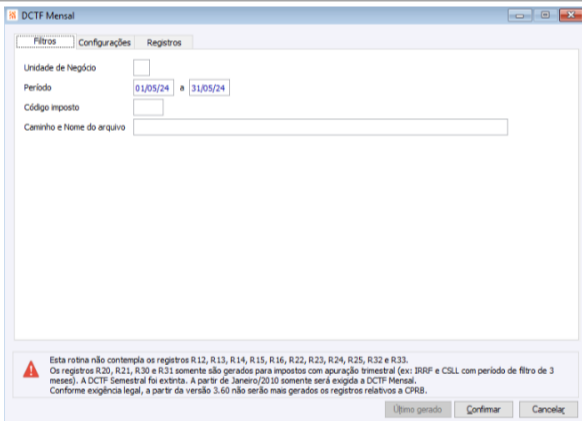 DCTF Mensal
Filtros Configurações Registros
Unidade de Negócio
Período 01/05/24 a 31/05/24
Código imposto
Caminho e Nome do arquivo
Esta rotina não contempla os registros R12, R13, R14, R15, R16, R22, R23, R24, R25, R32 e R33.
Os registros R20, R21, R30 e R31 somente são gerados para impostos com apuração trimestral (ex: IRRF e CSLL com período de filtro de 3
meses). A DCTF Semestral foi extinta. A partir de Janeiro/2010 somente será exigida a DCTF Mensal.
Conforme exigência legal, a partir da versão 3.60 não serão mais gerados os registros relativos a CPRB.
Último gerado Confirmar Cancelar